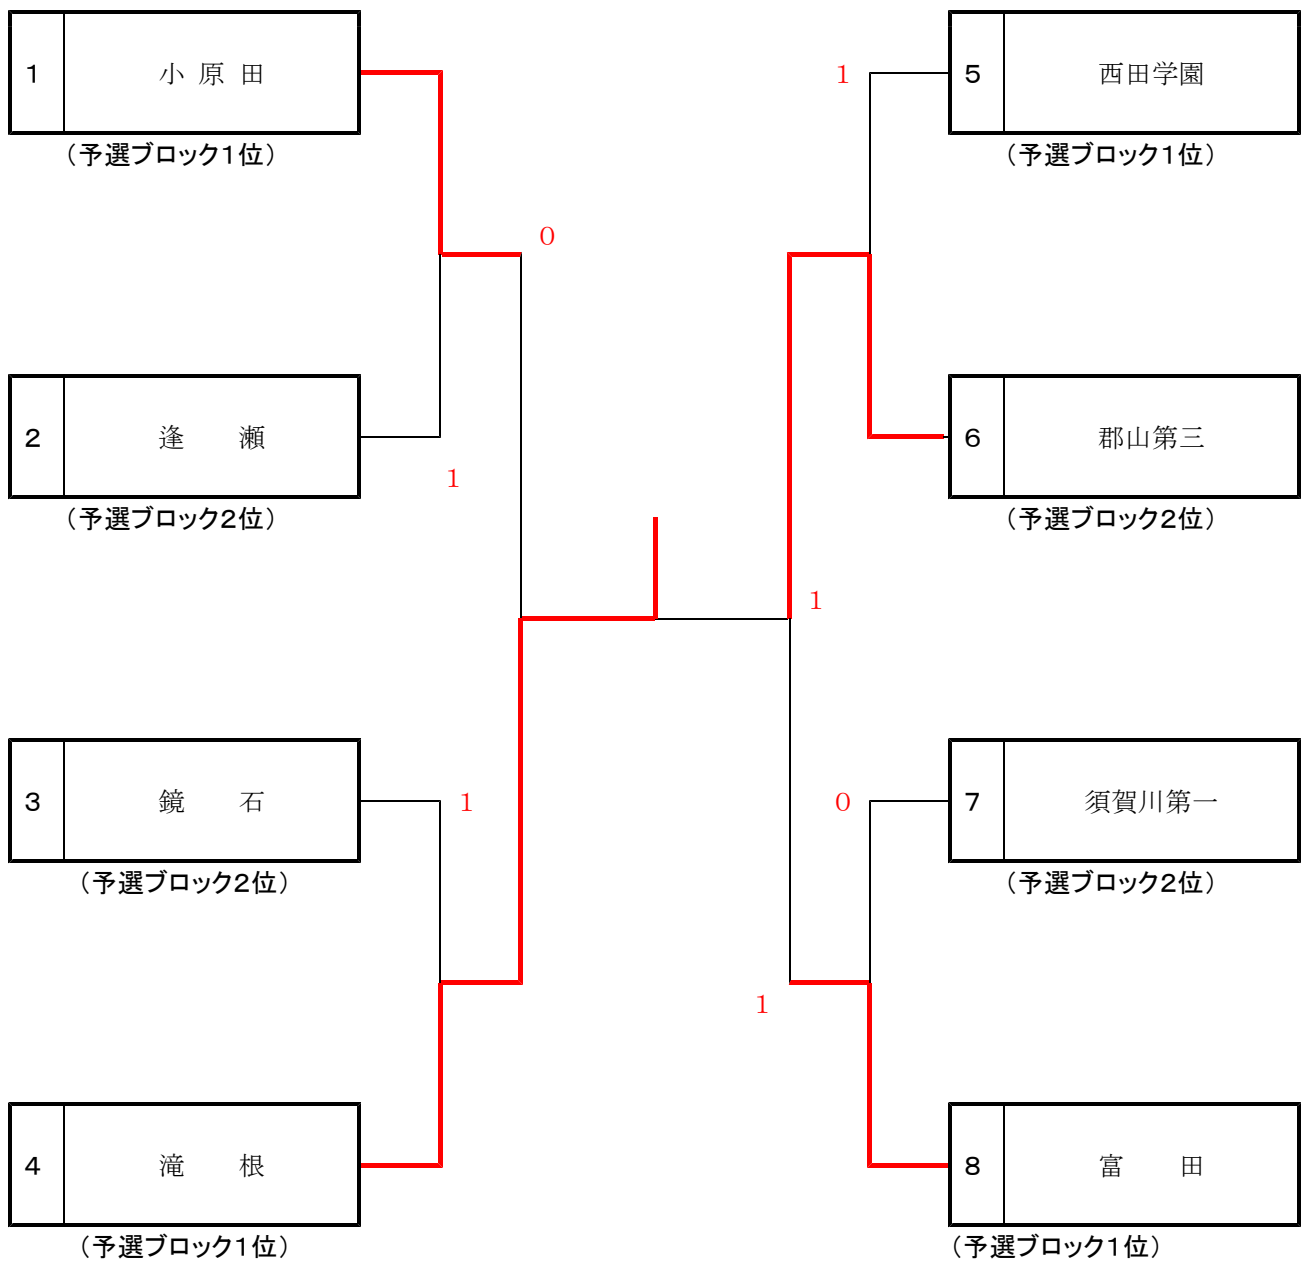 1 小 原 田
(予選ブロック1位)
0
2 逢 瀬
1
(予選ブロック2位)
3 鏡 石
1
(予選ブロック2位)
4 滝 根
(予選ブロック1位)
1
5 西田学園
(予選ブロック1位)
6 郡山第三
(予選ブロック2位)
1
0
7 須賀川第一
(予選ブロック2位)
1
8 富 田
(予選ブロック1位)